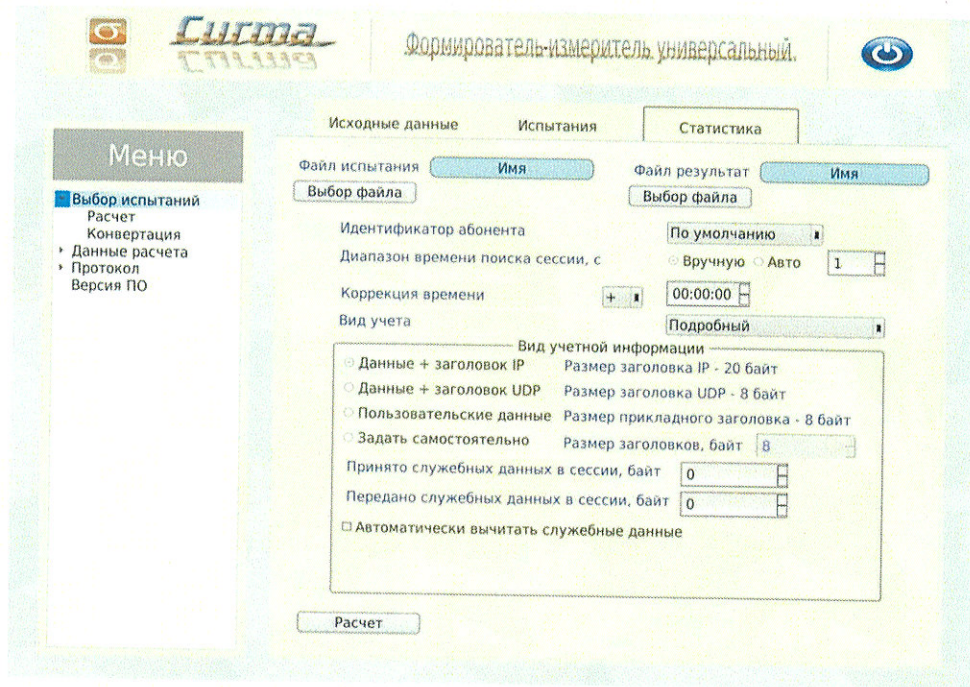 Сигма
Формирователь-измеритель универсальный.
Исходные данные
Испытания
Статистика
Меню
Выбор испытаний
Расчет
Конвертация
Данные расчета
Протокол
Версия ПО
Файл испытания Имя
Выбор файла
Файл результат Имя
Выбор файла
Идентификатор абонента По умолчанию
Диапазон времени поиска сессии, с Вручную Авто 1
Коррекция времени + 00:00:00
Вид учета Подробный
Вид учетной информации
Данные + заголовок IP Размер заголовка IP - 20 байт
Данные + заголовок UDP Размер заголовка UDP - 8 байт
Пользовательские данные Размер прикладного заголовка - 8 байт
Задать самостоятельно Размер заголовков, байт 8
Принято служебных данных в сессии, байт 0
Передано служебных данных в сессии, байт 0
Автоматически вычитать служебные данные
Расчет